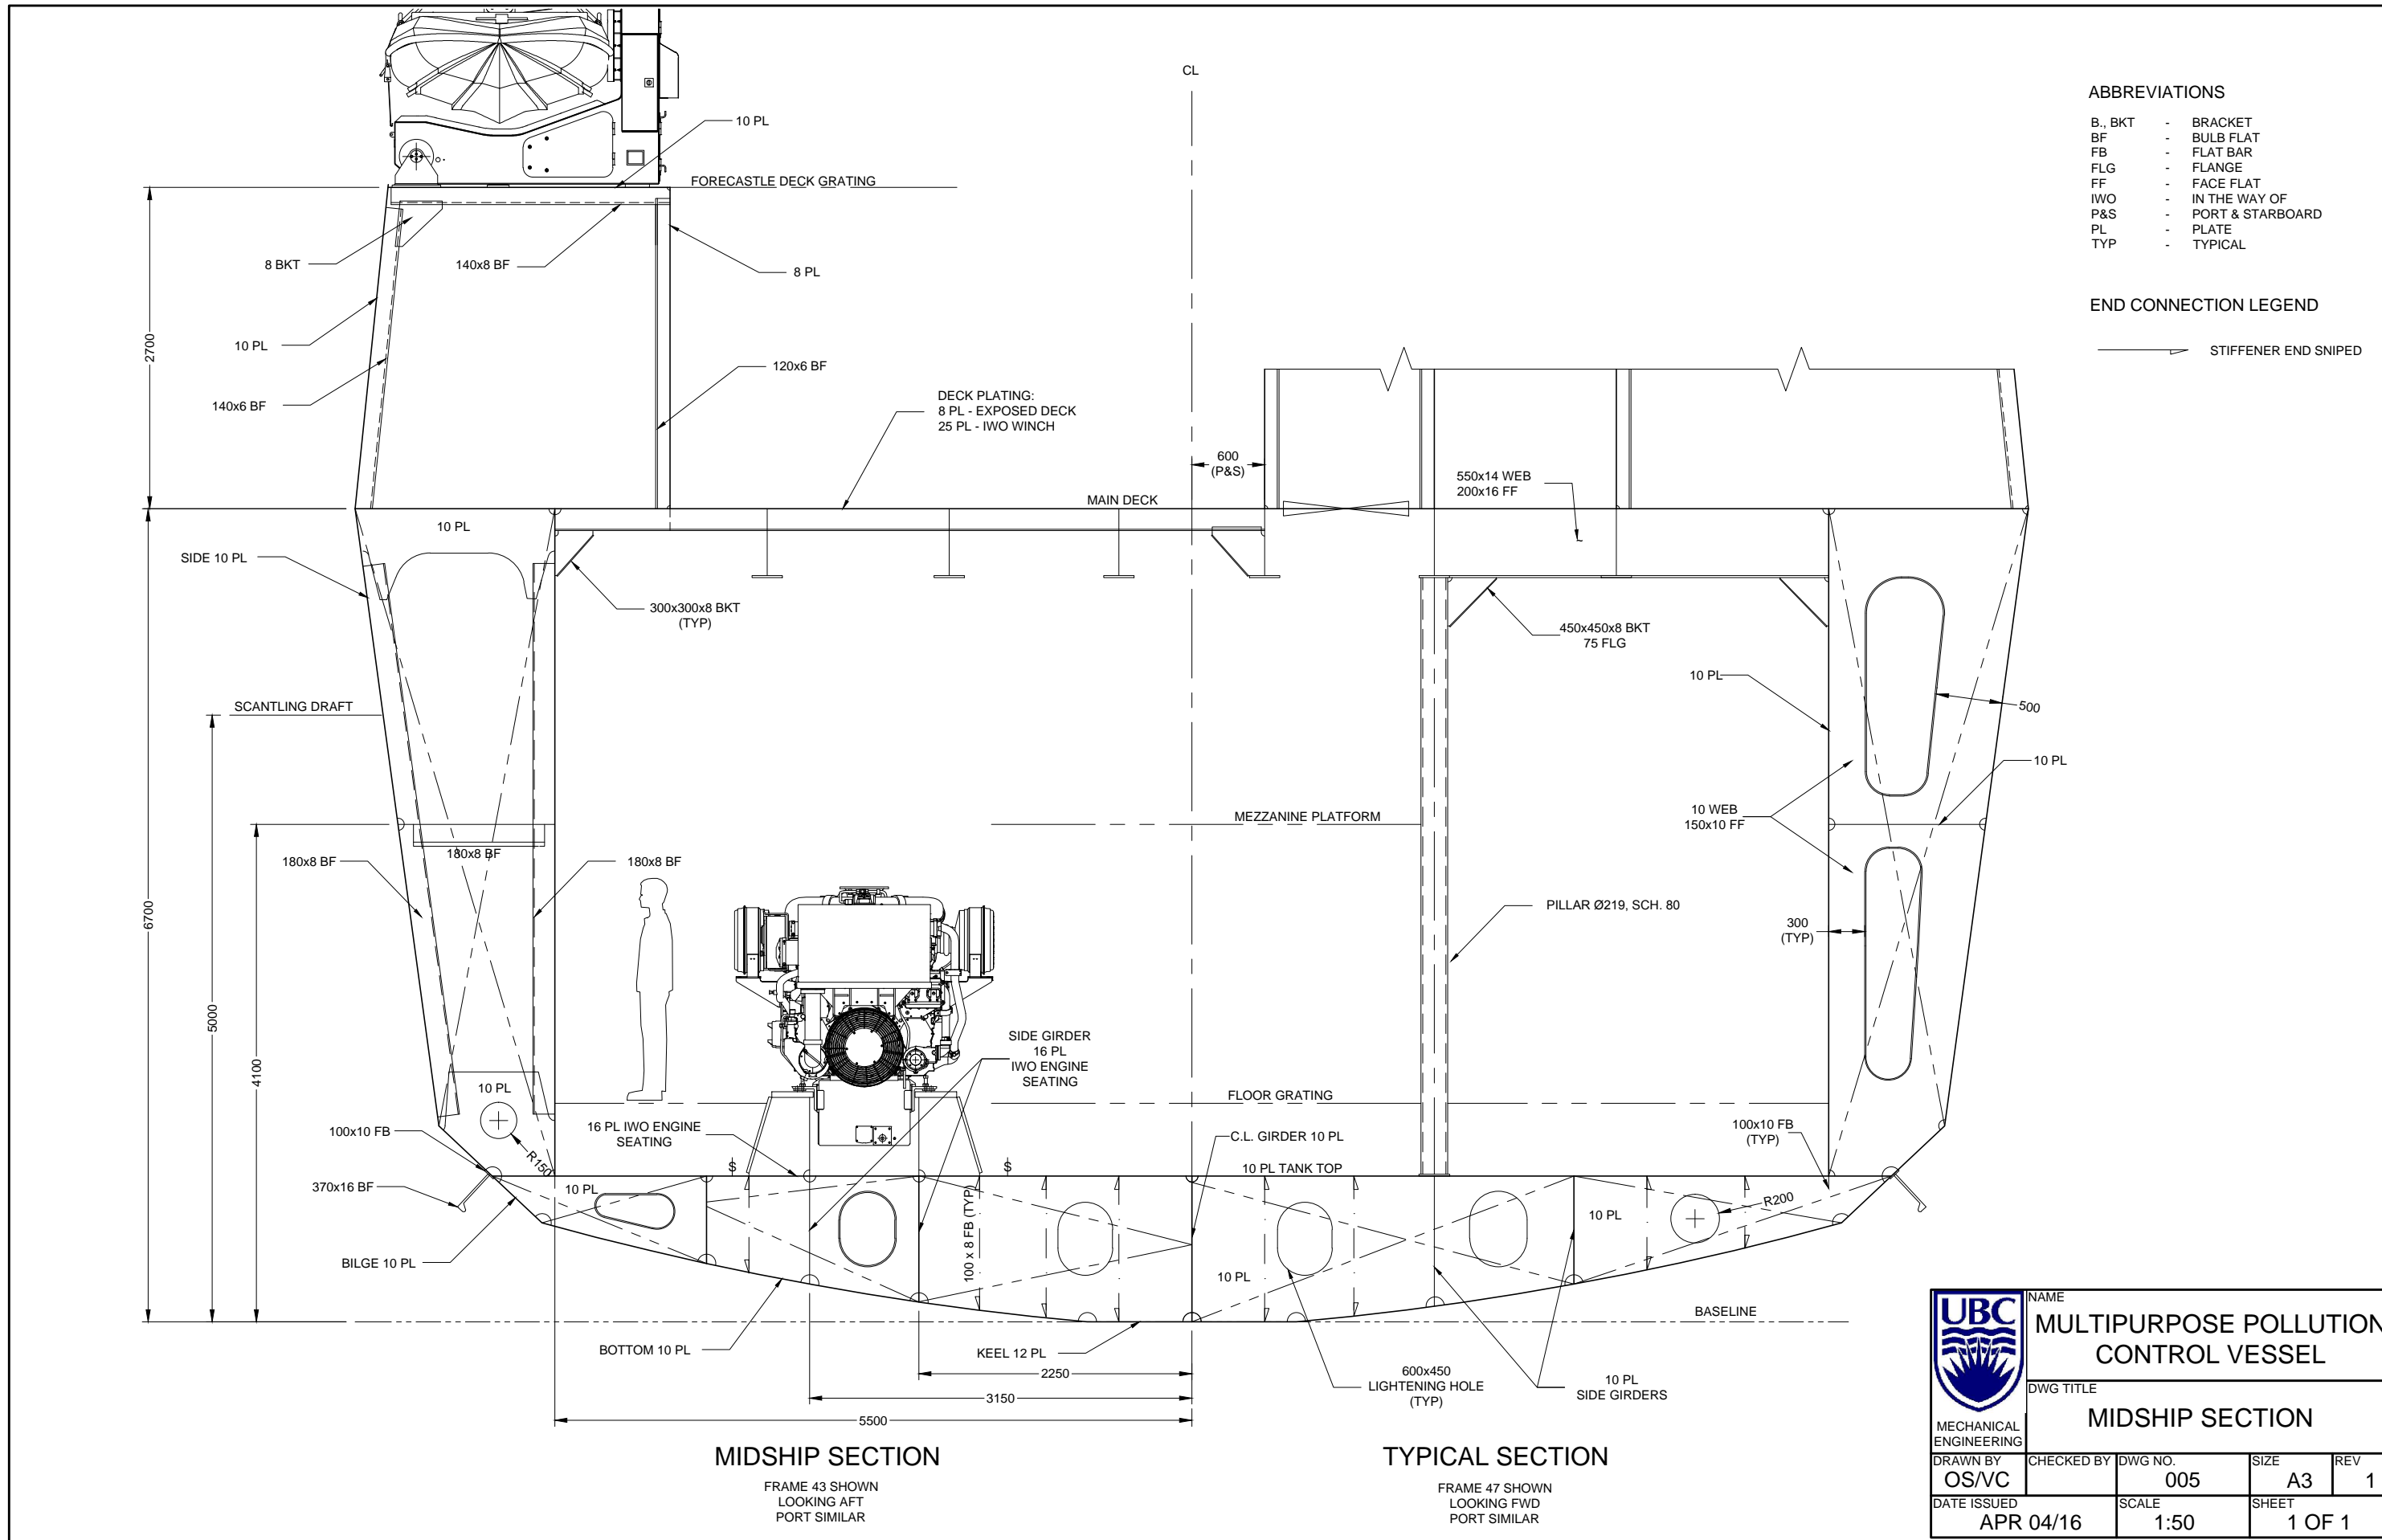 CL
ABBREVIATIONS
B., BKT - BRACKET
BF - BULB FLAT
FB - FLAT BAR
FLG - FLANGE
FF - FACE FLAT
IWO - IN THE WAY OF
P&S - PORT & STARBOARD
PL - PLATE
TYP - TYPICAL
END CONNECTION LEGEND
STIFFENER END SNIPED
10 PL
FORECASTLE DECK GRATING
8 BKT
140x8 BF
8 PL
10 PL
2700
140x6 BF
120x6 BF
DECK PLATING:
8 PL - EXPOSED DECK
25 PL - IWO WINCH
600
(P&S)
550x14 WEB
200x16 FF
MAIN DECK
10 PL
SIDE 10 PL
300x300x8 BKT
(TYP)
450x450x8 BKT
75 FLG
10 PL
SCANTLING DRAFT
500
10 PL
MEZZANINE PLATFORM
10 WEB
150x10 FF
180x8 BF
180x8 BF
180x8 BF
6700
5000
4100
PILLAR Ø219, SCH. 80
300
(TYP)
SIDE GIRDER
16 PL
IWO ENGINE
SEATING
10 PL
FLOOR GRATING
100x10 FB
16 PL IWO ENGINE
SEATING
C.L. GIRDER 10 PL
100x10 FB
(TYP)
R150
10 PL TANK TOP
370x16 BF
10 PL
100 x 8 FB (TYP)
R200
10 PL
10 PL
BILGE 10 PL
BASELINE
BOTTOM 10 PL
KEEL 12 PL
2250
3150
5500
600x450
LIGHTENING HOLE
(TYP)
10 PL
SIDE GIRDERS
MIDSHIP SECTION
FRAME 43 SHOWN
LOOKING AFT
PORT SIMILAR
TYPICAL SECTION
FRAME 47 SHOWN
LOOKING FWD
PORT SIMILAR
UBC
MECHANICAL
ENGINEERING
NAME
MULTIPURPOSE POLLUTION
CONTROL VESSEL
DWG TITLE
MIDSHIP SECTION
DRAWN BY
OS/VC
CHECKED BY
DWG NO.
005
SIZE
A3
REV
1
DATE ISSUED
APR 04/16
SCALE
1:50
SHEET
1 OF 1